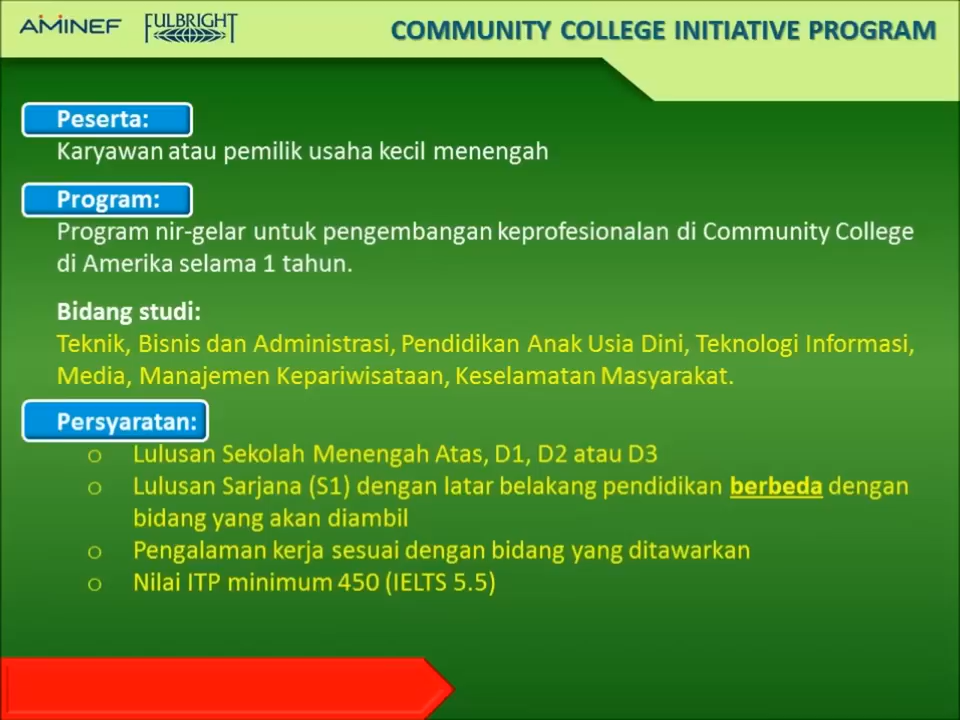 AMINEF FULBRIGHT COMMUNITY COLLEGE INITIATIVE PROGRAM
Peserta:
Karyawan atau pemilik usaha kecil menengah
Program:
Program nir-gelar untuk pengembangan keprofesionalan di Community College
di Amerika selama 1 tahun.
Bidang studi:
Teknik, Bisnis dan Administrasi, Pendidikan Anak Usia Dini, Teknologi Informasi,
Media, Manajemen Kepariwisataan, Keselamatan Masyarakat.
Persyaratan:
o Lulusan Sekolah Menengah Atas, D1, D2 atau D3
o Lulusan Sarjana (S1) dengan latar belakang pendidikan berbeda dengan
bidang yang akan diambil
o Pengalaman kerja sesuai dengan bidang yang ditawarkan
o Nilai ITP minimum 450 (IELTS 5.5)